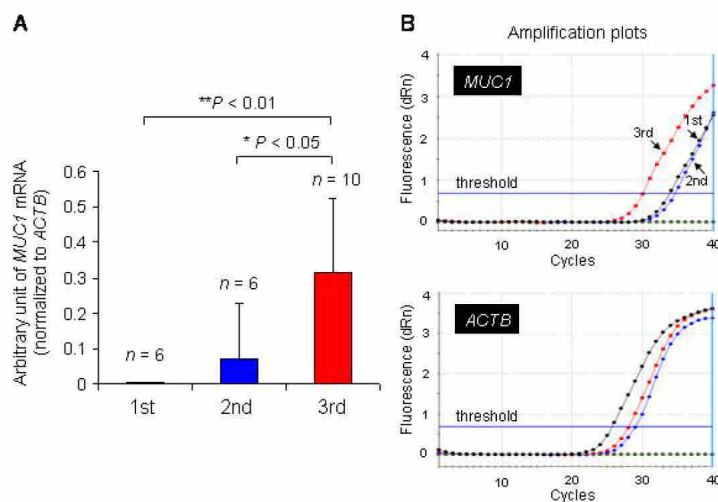 A
**P < 0.01
* P < 0.05
n = 10
n = 6
n = 6
0.6
0.5
0.4
0.3
0.2
0.1
0
Arbitrary unit of MUC1 mRNA
(normalized to ACTB)
1st
2nd
3rd
B
Amplification plots
MUC1
4
3
2
1
0
Fluorescence (dRn)
3rd
1st
2nd
threshold
10
20
30
40
Cycles
ACTB
4
3
2
1
0
Fluorescence (dRn)
threshold
10
20
30
40
Cycles